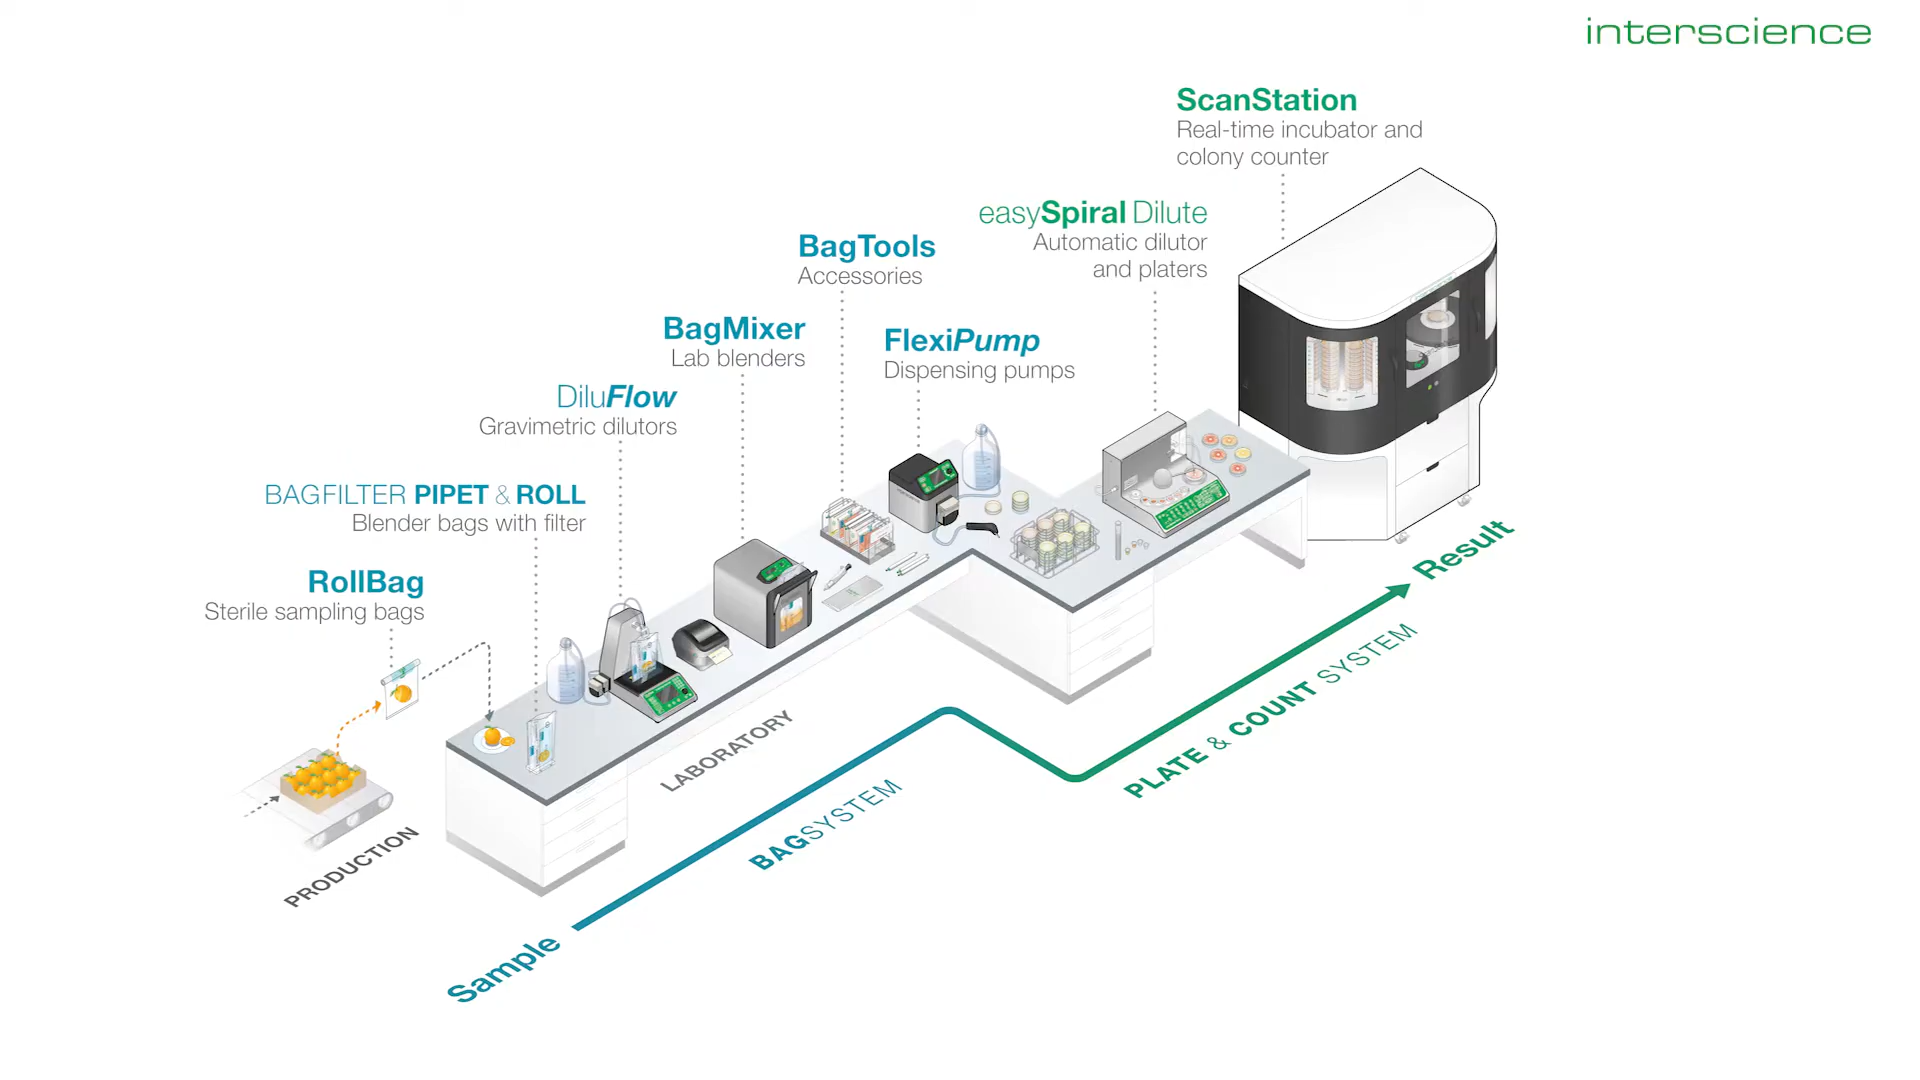 interscience
ScanStation
Real-time incubator and
colony counter
easySpiral Dilute
Automatic dilutor
and platers
BagTools
Accessories
BagMixer
Lab blenders
FlexiPump
Dispensing pumps
DiluFlow
Gravimetric dilutors
BAGFILTER PIPET & ROLL
Blender bags with filter
RollBag
Sterile sampling bags
PRODUCTION
LABORATORY
Sample
BAGSYSTEM
PLATE & COUNT SYSTEM
Result